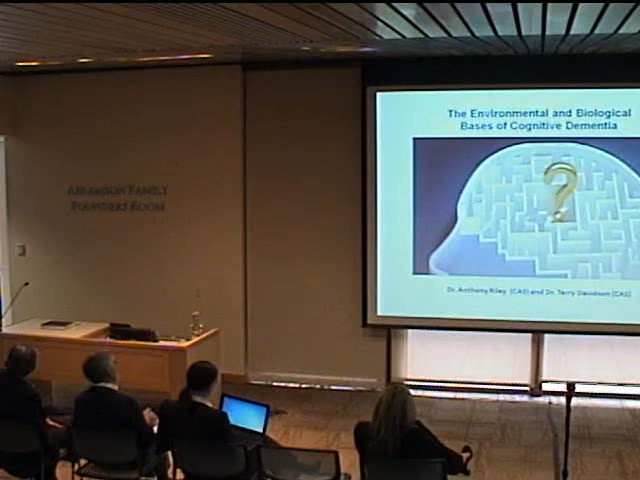 ABRAMSON FAMILY
FOUNDERS ROOM
The Environmental and Biological
Bases of Cognitive Dementia
?
Dr. Anthony Riley (CAS) and Dr. Terry Davidson (CAS)